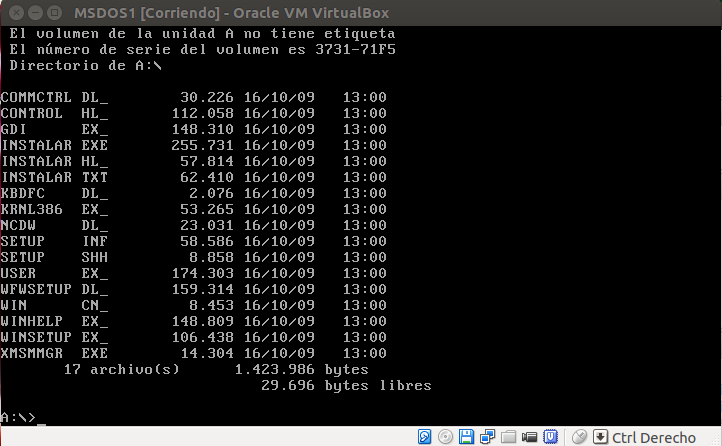 MSDOS1 [Corriendo] - Oracle VM VirtualBox
El volumen de la unidad A no tiene etiqueta
El número de serie del volumen es 3731-71F5
Directorio de A:\
COMMCTRL DL_ 30.226 16/10/09 13:00
CONTROL HL_ 112.058 16/10/09 13:00
GDI EX_ 148.310 16/10/09 13:00
INSTALAR EXE 255.731 16/10/09 13:00
INSTALAR HL_ 57.814 16/10/09 13:00
INSTALAR TXT 62.410 16/10/09 13:00
KBDFC DL_ 2.076 16/10/09 13:00
KRNL386 EX_ 53.265 16/10/09 13:00
NCDW DL_ 23.031 16/10/09 13:00
SETUP INF 58.586 16/10/09 13:00
SETUP SHH 8.858 16/10/09 13:00
USER EX_ 174.303 16/10/09 13:00
WFWSETUP DL_ 159.314 16/10/09 13:00
WIN CN_ 8.453 16/10/09 13:00
WINHELP EX_ 148.809 16/10/09 13:00
WINSETUP EX_ 106.438 16/10/09 13:00
XMSMMGR EXE 14.304 16/10/09 13:00
17 archivo(s) 1.423.986 bytes
29.696 bytes libres
A:\>_
Ctrl Derecho